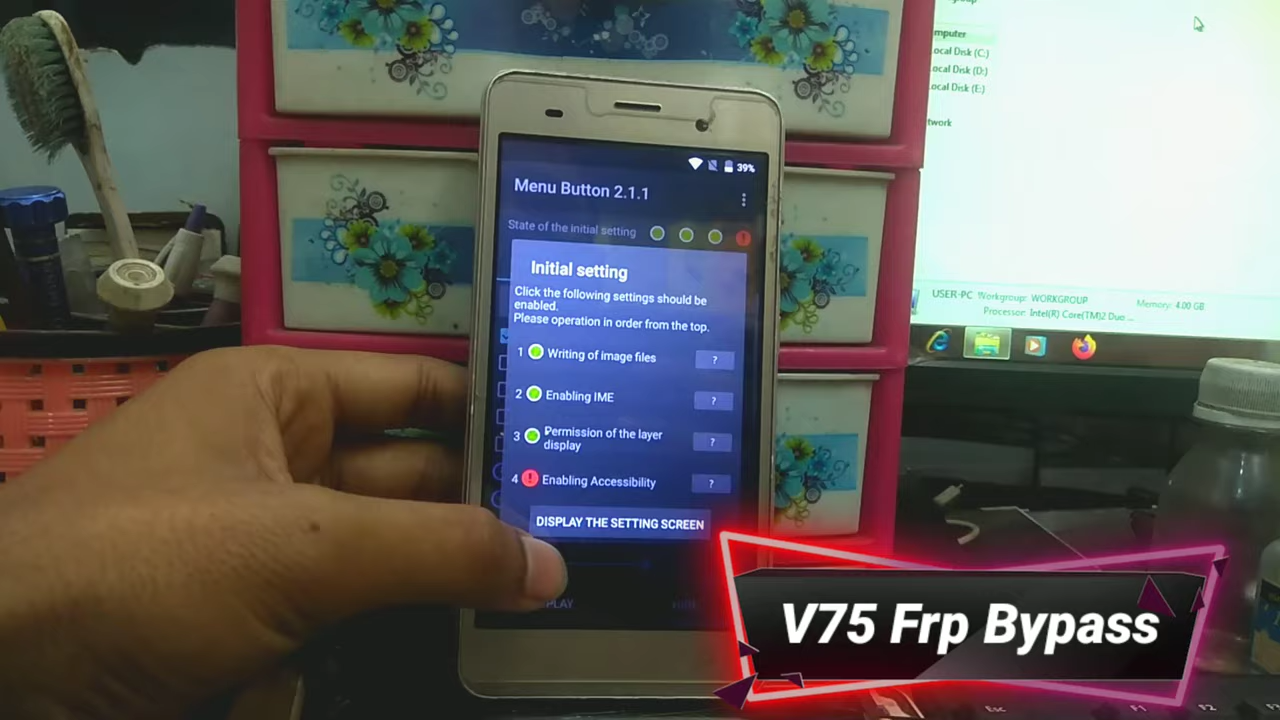 39%
Menu Button 2.1.1
State of the initial setting
Initial setting
Click the following settings should be
enabled.
Please operation in order from the top.
1 Writing of image files ?
2 Enabling IME ?
3 Permission of the layer
display ?
4 ! Enabling Accessibility ?
DISPLAY THE SETTING SCREEN
V75 Frp Bypass
Local Disk (C:)
Local Disk (D:)
Local Disk (E:)
USER-PC Workgroup: WORKGROUP Memory: 4.00 GB
Processor: Intel(R) Core(TM)2 Duo ...
Esc F1 F2